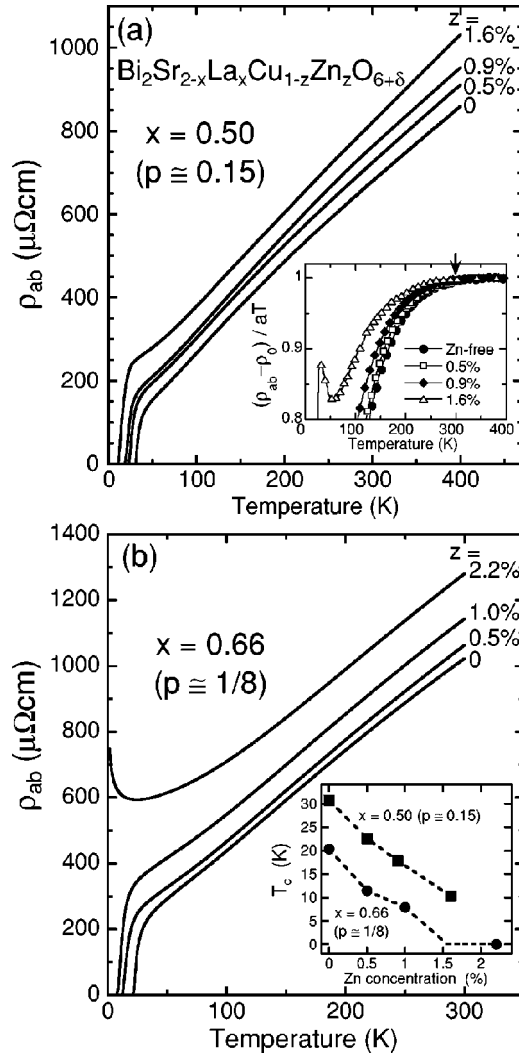 (a)
z =
1.6%
0.9%
0.5%
0
Bi₂Sr₂₋ₓLaₓCu₁₋zZn_zO₆₊δ
x = 0.50
(p ≅ 0.15)
ρab (μΩcm)
1000
800
600
400
200
0
0 100 200 300 400
Temperature (K)
(ρab−ρ0) / aT
1
0.9
0.8
Zn-free
0.5%
0.9%
1.6%
0 100 200 300 400
Temperature (K)
(b)
z =
2.2%
1.0%
0.5%
0
x = 0.66
(p ≅ 1/8)
ρab (μΩcm)
1400
1200
1000
800
600
400
200
0
0 100 200 300
Temperature (K)
Tc (K)
30
25
20
15
10
5
0
x = 0.50 (p ≅ 0.15)
x = 0.66
(p ≅ 1/8)
0 0.5 1 1.5 2
Zn concentration (%)